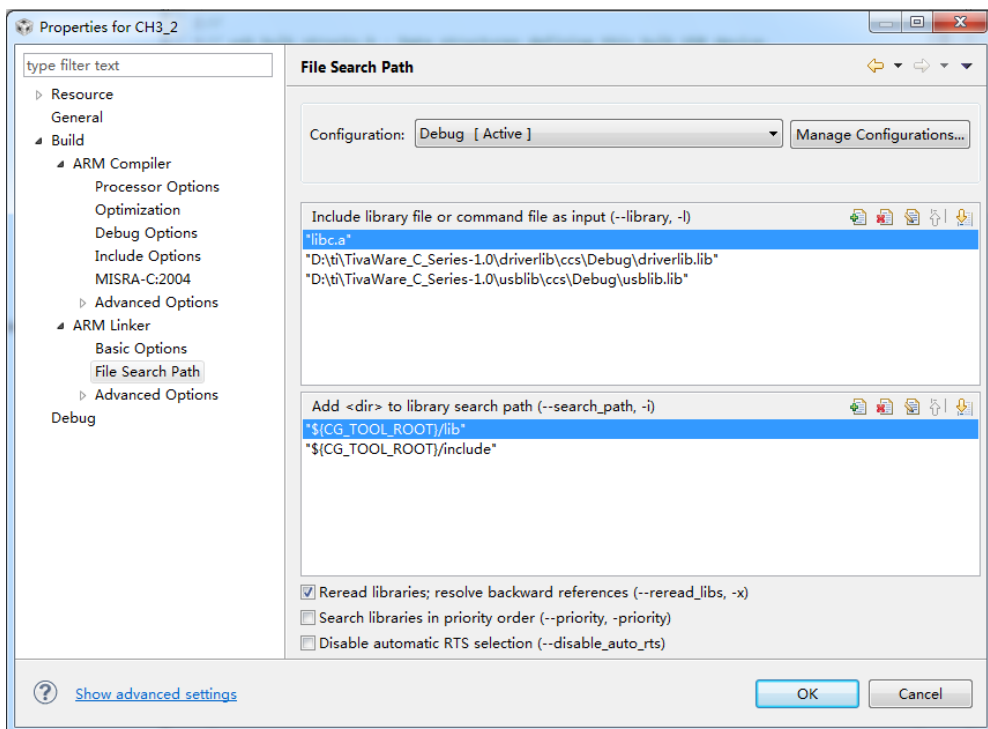 Properties for CH3_2
type filter text
Resource
General
Build
ARM Compiler
Processor Options
Optimization
Debug Options
Include Options
MISRA-C:2004
Advanced Options
ARM Linker
Basic Options
File Search Path
Advanced Options
Debug
File Search Path
Configuration: Debug [ Active ] Manage Configurations...
Include library file or command file as input (--library, -l)
"libc.a"
"D:\ti\TivaWare_C_Series-1.0\driverlib\ccs\Debug\driverlib.lib"
"D:\ti\TivaWare_C_Series-1.0\usblib\ccs\Debug\usblib.lib"
Add <dir> to library search path (--search_path, -i)
"${CG_TOOL_ROOT}/lib"
"${CG_TOOL_ROOT}/include"
Reread libraries; resolve backward references (--reread_libs, -x)
Search libraries in priority order (--priority, -priority)
Disable automatic RTS selection (--disable_auto_rts)
Show advanced settings
OK Cancel